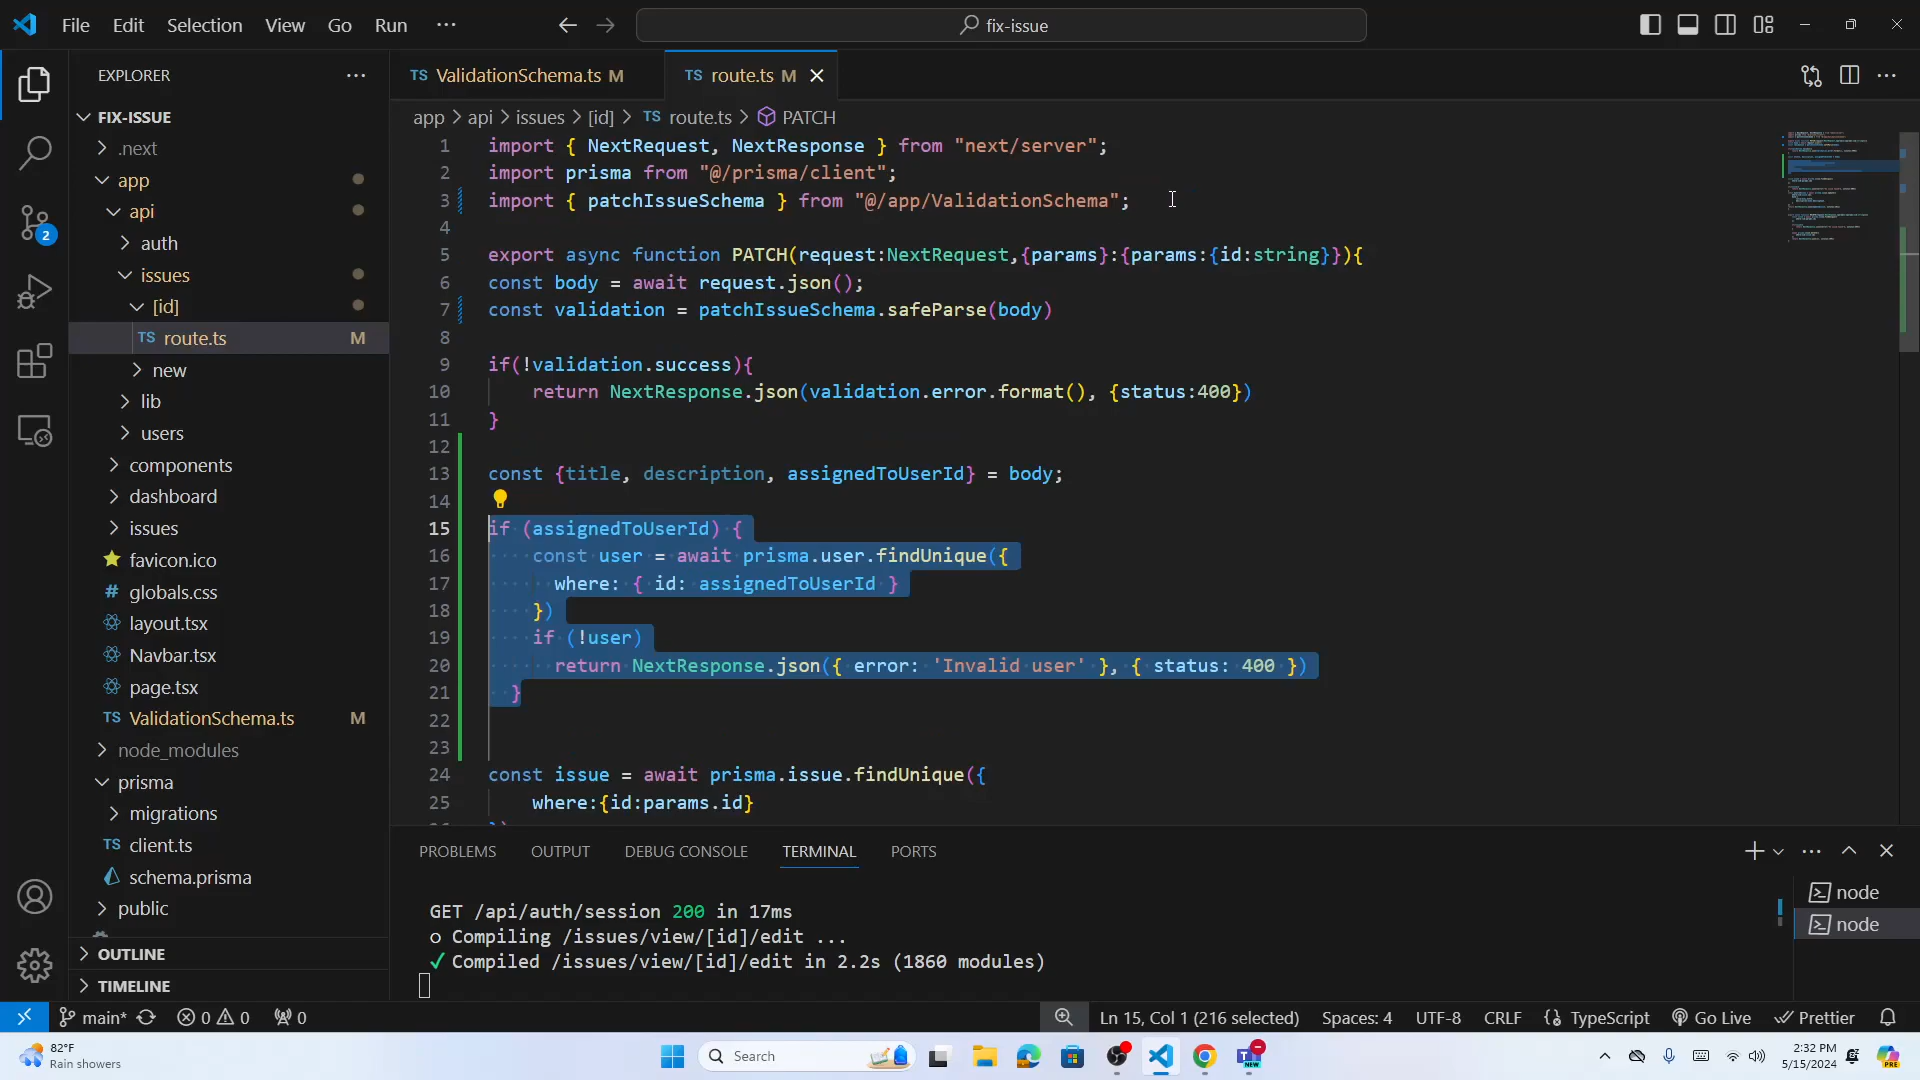 File Edit Selection View Go Run ···
fix-issue
EXPLORER
FIX-ISSUE
.next
app
api
auth
issues
[id]
TS route.ts M
new
lib
users
components
dashboard
issues
favicon.ico
# globals.css
layout.tsx
Navbar.tsx
page.tsx
TS ValidationSchema.ts M
node_modules
prisma
migrations
TS client.ts
schema.prisma
public
OUTLINE
TIMELINE
2
TS ValidationSchema.ts M
TS route.ts M
app > api > issues > [id] > TS route.ts > PATCH
1 import { NextRequest, NextResponse } from "next/server";
2 import prisma from "@/prisma/client";
3 import { patchIssueSchema } from "@/app/ValidationSchema";
4
5 export async function PATCH(request:NextRequest,{params}:{params:{id:string}}){
6 const body = await request.json();
7 const validation = patchIssueSchema.safeParse(body)
8
9 if(!validation.success){
10 return NextResponse.json(validation.error.format(), {status:400})
11 }
12
13 const {title, description, assignedToUserId} = body;
14
15 if (assignedToUserId) {
16 const user = await prisma.user.findUnique({
17 where: { id: assignedToUserId }
18 })
19 if (!user)
20 return NextResponse.json({ error: 'Invalid user' }, { status: 400 })
21 }
22
23
24 const issue = await prisma.issue.findUnique({
25 where:{id:params.id}
PROBLEMS OUTPUT DEBUG CONSOLE TERMINAL PORTS
GET /api/auth/session 200 in 17ms
○ Compiling /issues/view/[id]/edit ...
✓ Compiled /issues/view/[id]/edit in 2.2s (1860 modules)
node
node
main* 0 0 0
Ln 15, Col 1 (216 selected) Spaces: 4 UTF-8 CRLF {} TypeScript Go Live Prettier
82°F
Rain showers
Search
NEW
2:32 PM
5/15/2024
PRE